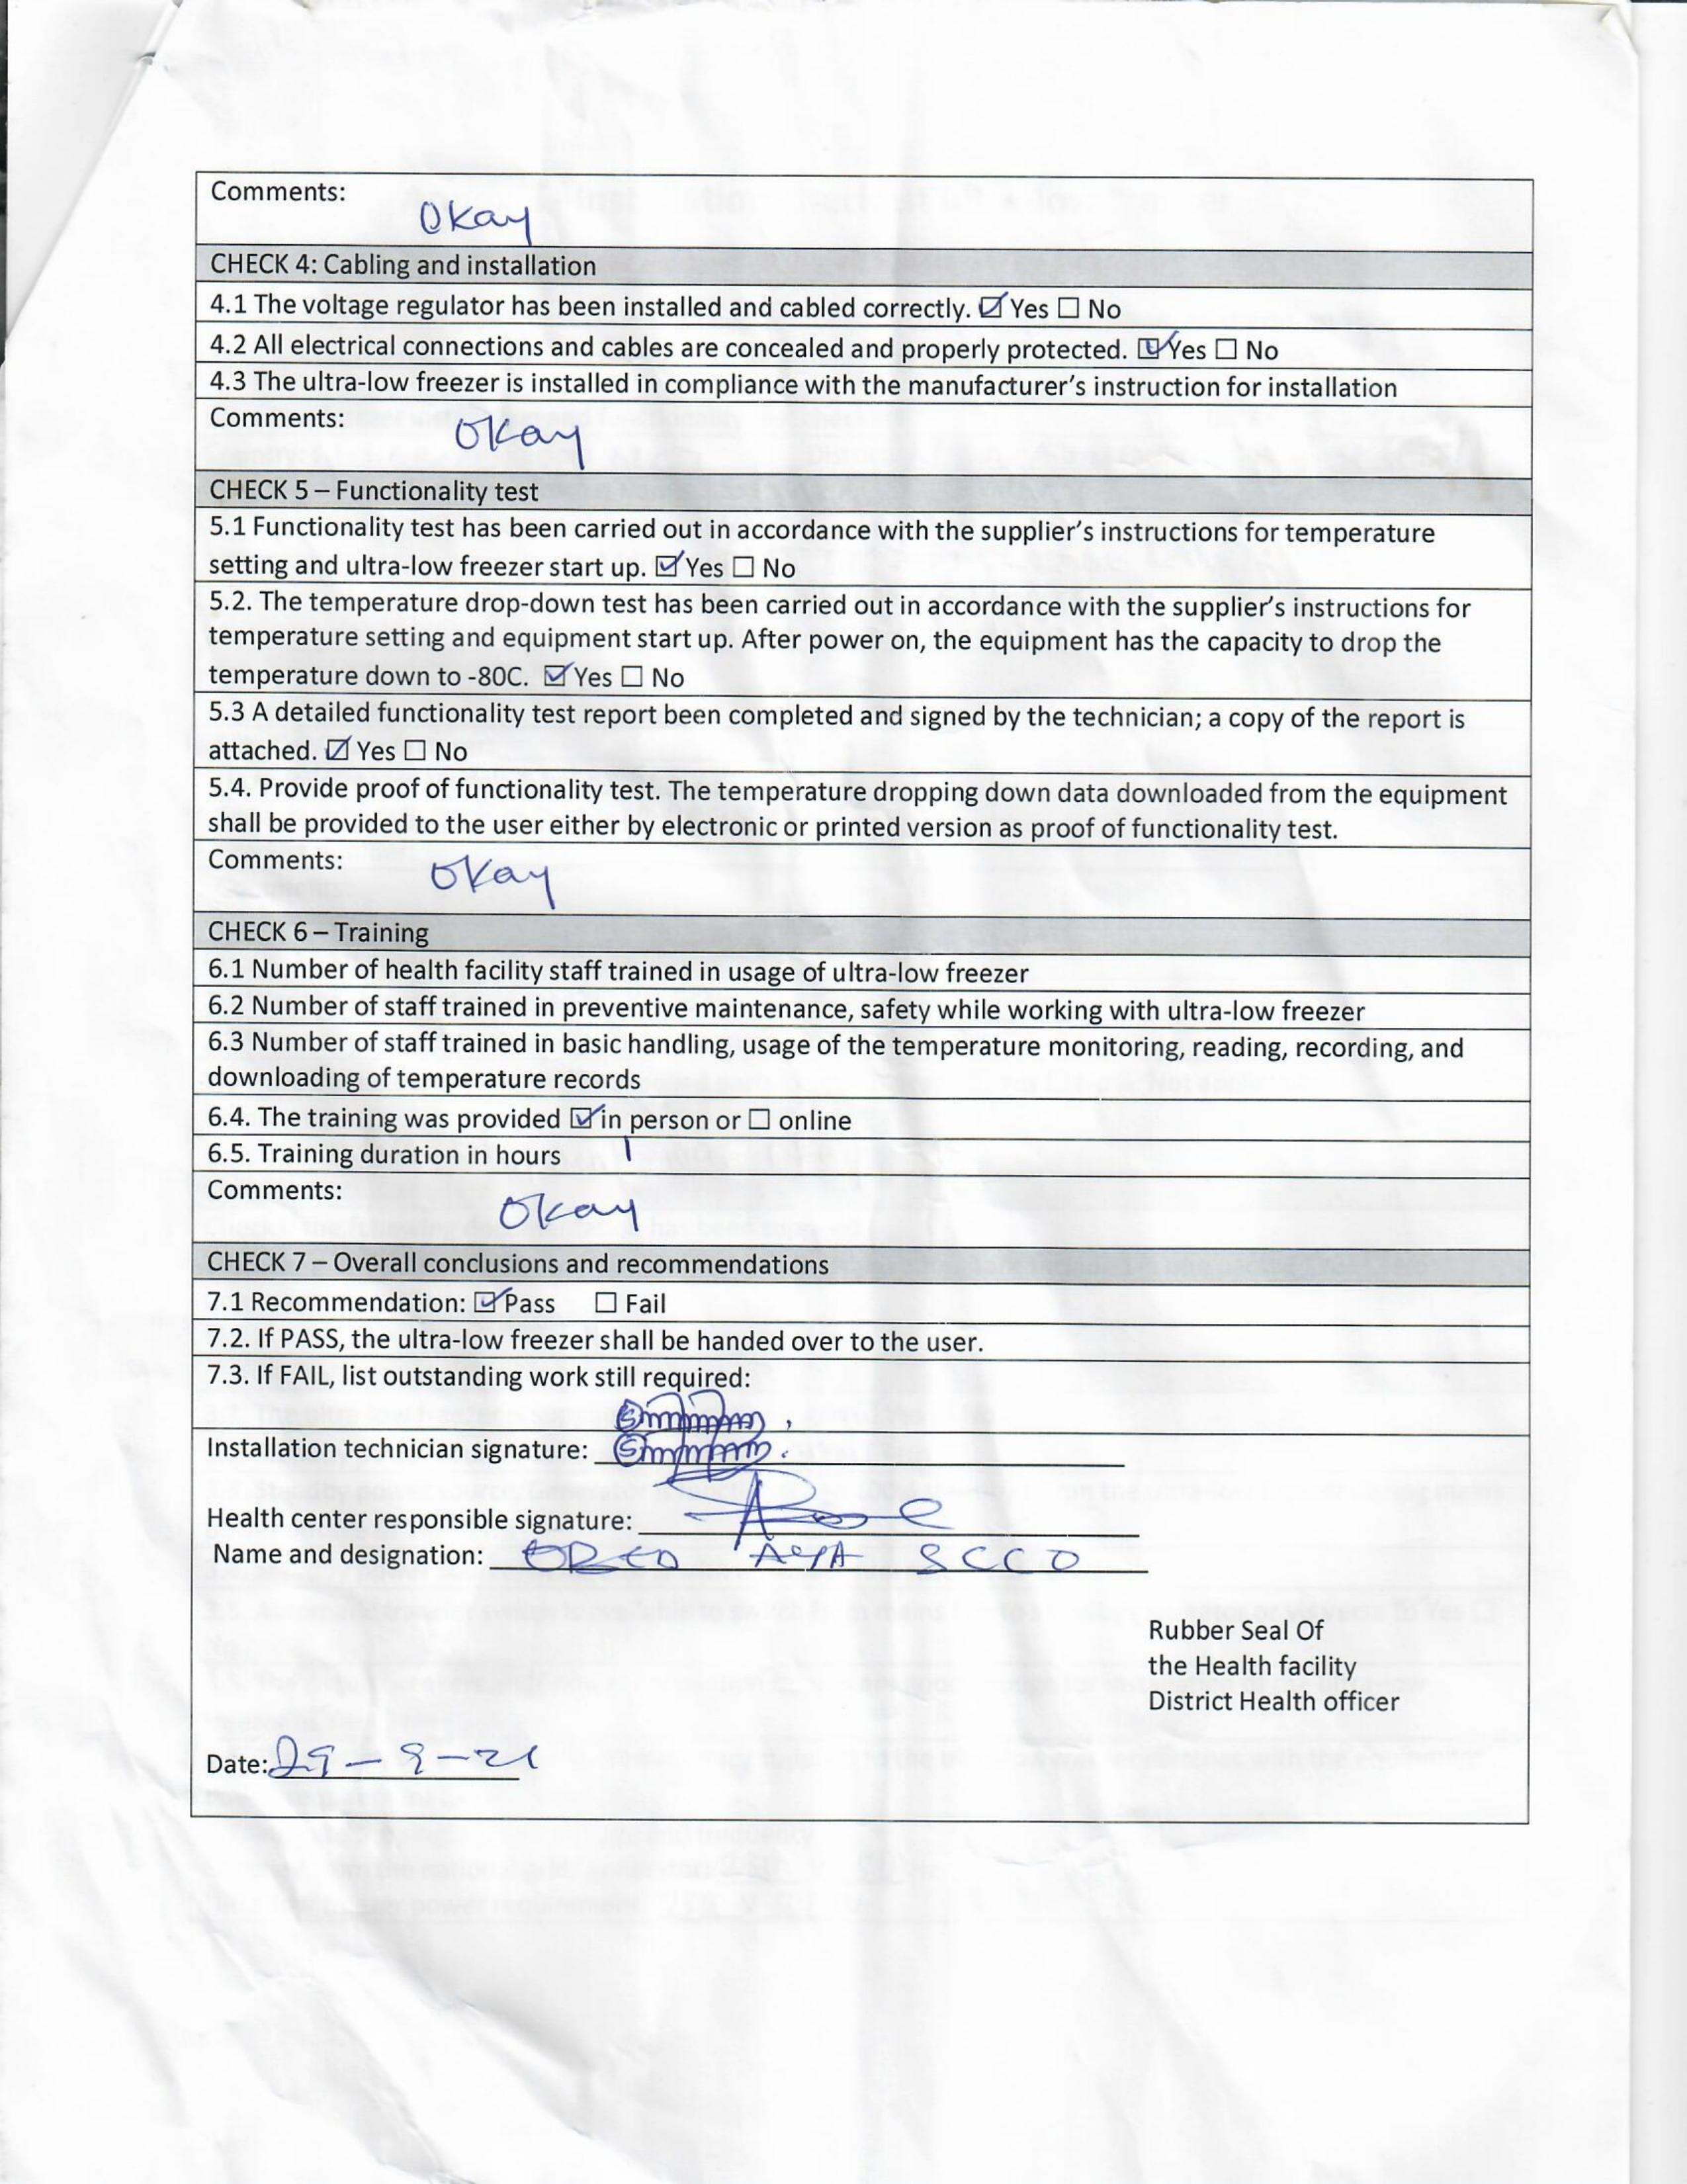 Comments:
Okay
CHECK 4: Cabling and installation
4.1 The voltage regulator has been installed and cabled correctly. ☑ Yes ☐ No
4.2 All electrical connections and cables are concealed and properly protected. ☑ Yes ☐ No
4.3 The ultra-low freezer is installed in compliance with the manufacturer's instruction for installation
Comments:
Okay
CHECK 5 – Functionality test
5.1 Functionality test has been carried out in accordance with the supplier's instructions for temperature
setting and ultra-low freezer start up. ☑ Yes ☐ No
5.2. The temperature drop-down test has been carried out in accordance with the supplier's instructions for
temperature setting and equipment start up. After power on, the equipment has the capacity to drop the
temperature down to -80C. ☑ Yes ☐ No
5.3 A detailed functionality test report been completed and signed by the technician; a copy of the report is
attached. ☑ Yes ☐ No
5.4. Provide proof of functionality test. The temperature dropping down data downloaded from the equipment
shall be provided to the user either by electronic or printed version as proof of functionality test.
Comments:
Okay
CHECK 6 – Training
6.1 Number of health facility staff trained in usage of ultra-low freezer
6.2 Number of staff trained in preventive maintenance, safety while working with ultra-low freezer
6.3 Number of staff trained in basic handling, usage of the temperature monitoring, reading, recording, and
downloading of temperature records
6.4. The training was provided ☑ in person or ☐ online
6.5. Training duration in hours 1
Comments:
Okay
CHECK 7 – Overall conclusions and recommendations
7.1 Recommendation: ☑ Pass ☐ Fail
7.2. If PASS, the ultra-low freezer shall be handed over to the user.
7.3. If FAIL, list outstanding work still required:
Installation technician signature:
Health center responsible signature:
Name and designation: SCCO
Rubber Seal Of
the Health facility
District Health officer
Date: 29-9-21